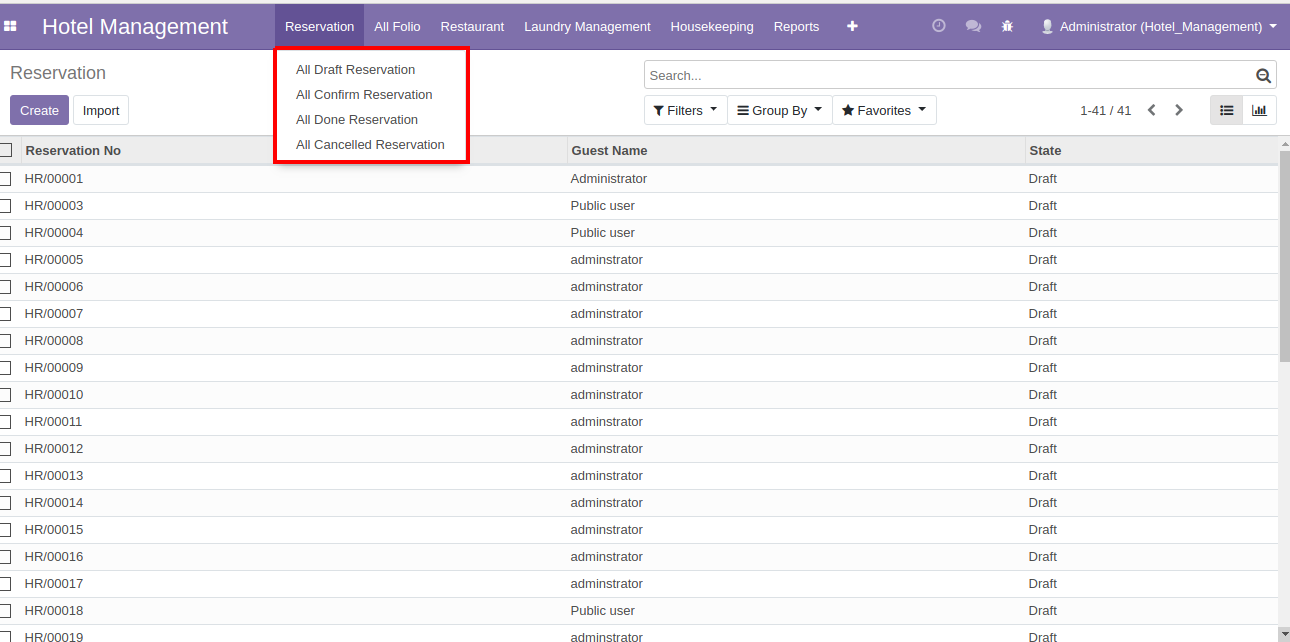 Hotel Management Reservation All Folio Restaurant Laundry Management Housekeeping Reports Administrator (Hotel_Management)
Reservation
All Draft Reservation
All Confirm Reservation
All Done Reservation
All Cancelled Reservation
Search...
Create Import
Filters Group By Favorites 1-41 / 41
Reservation No Guest Name State
HR/00001 Administrator Draft
HR/00003 Public user Draft
HR/00004 Public user Draft
HR/00005 adminstrator Draft
HR/00006 adminstrator Draft
HR/00007 adminstrator Draft
HR/00008 adminstrator Draft
HR/00009 adminstrator Draft
HR/00010 adminstrator Draft
HR/00011 adminstrator Draft
HR/00012 adminstrator Draft
HR/00013 adminstrator Draft
HR/00014 adminstrator Draft
HR/00015 adminstrator Draft
HR/00016 adminstrator Draft
HR/00017 adminstrator Draft
HR/00018 Public user Draft
HR/00019 adminstrator Draft